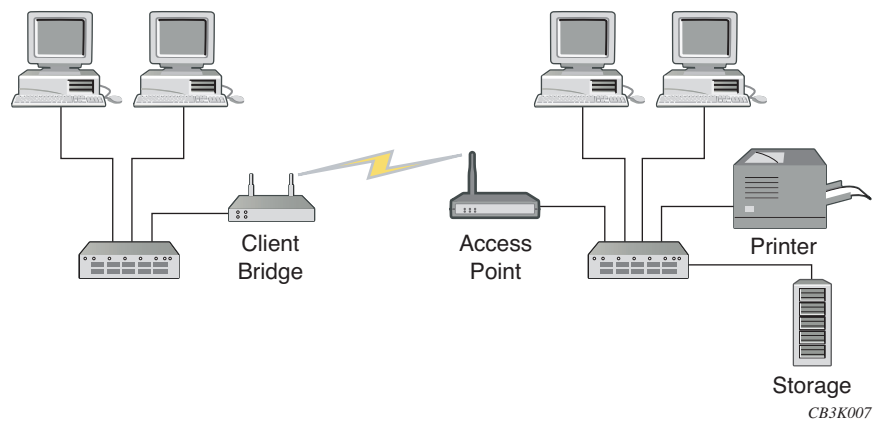 Client
Bridge
Access
Point
Printer
Storage
CB3K007